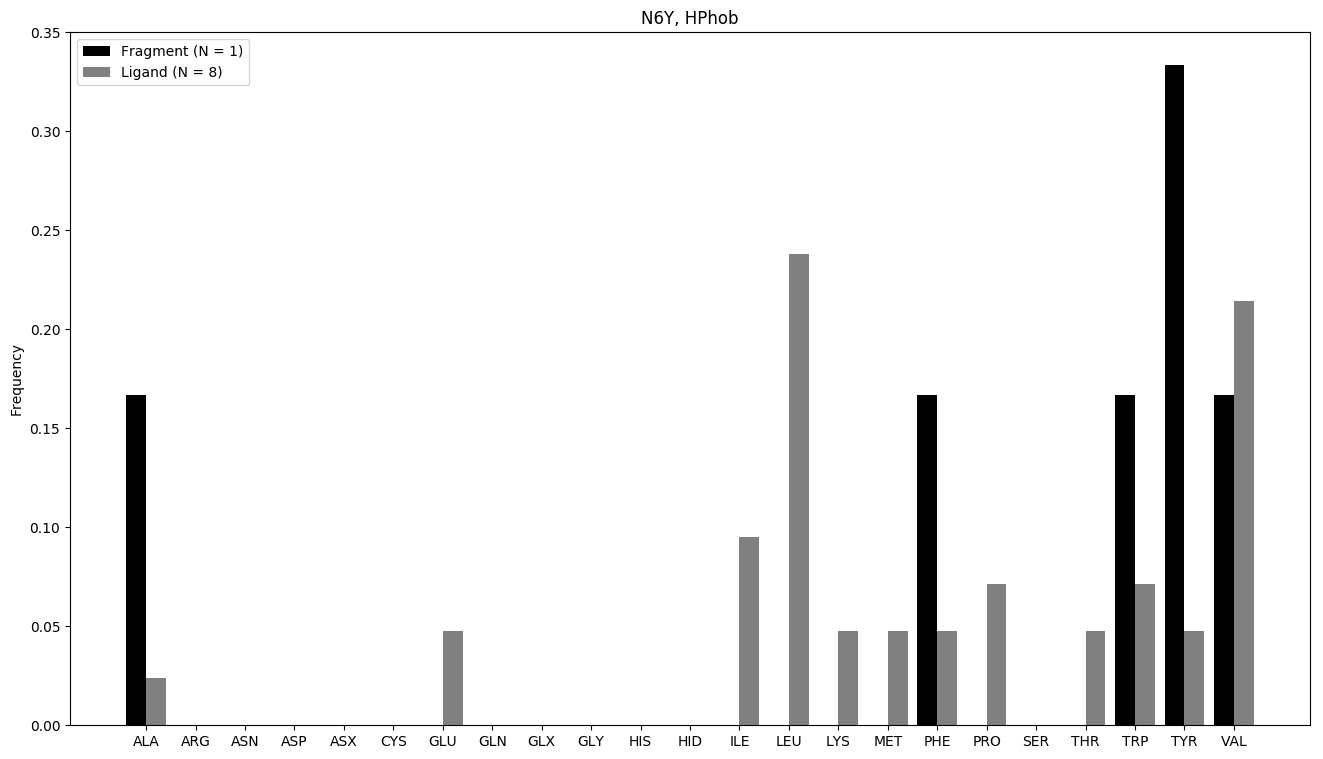 N6Y, HPhob
Fragment (N = 1)
Ligand (N = 8)
Frequency
0.35
0.30
0.25
0.20
0.15
0.10
0.05
0.00
ALA ARG ASN ASP ASX CYS GLU GLN GLX GLY HIS HID ILE LEU LYS MET PHE PRO SER THR TRP TYR VAL